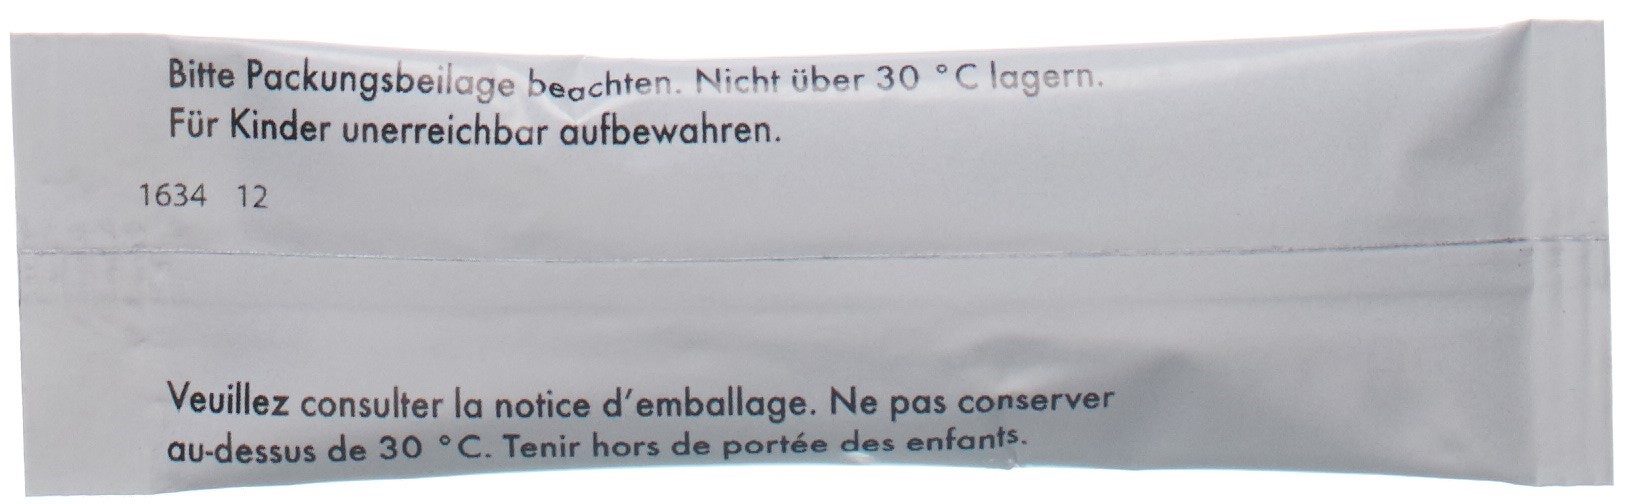 Bitte Packungsbeilage beachten. Nicht über 30 °C lagern.
Für Kinder unerreichbar aufbewahren.
1634 12
Veuillez consulter la notice d'emballage. Ne pas conserver
au-dessus de 30 °C. Tenir hors de portée des enfants.